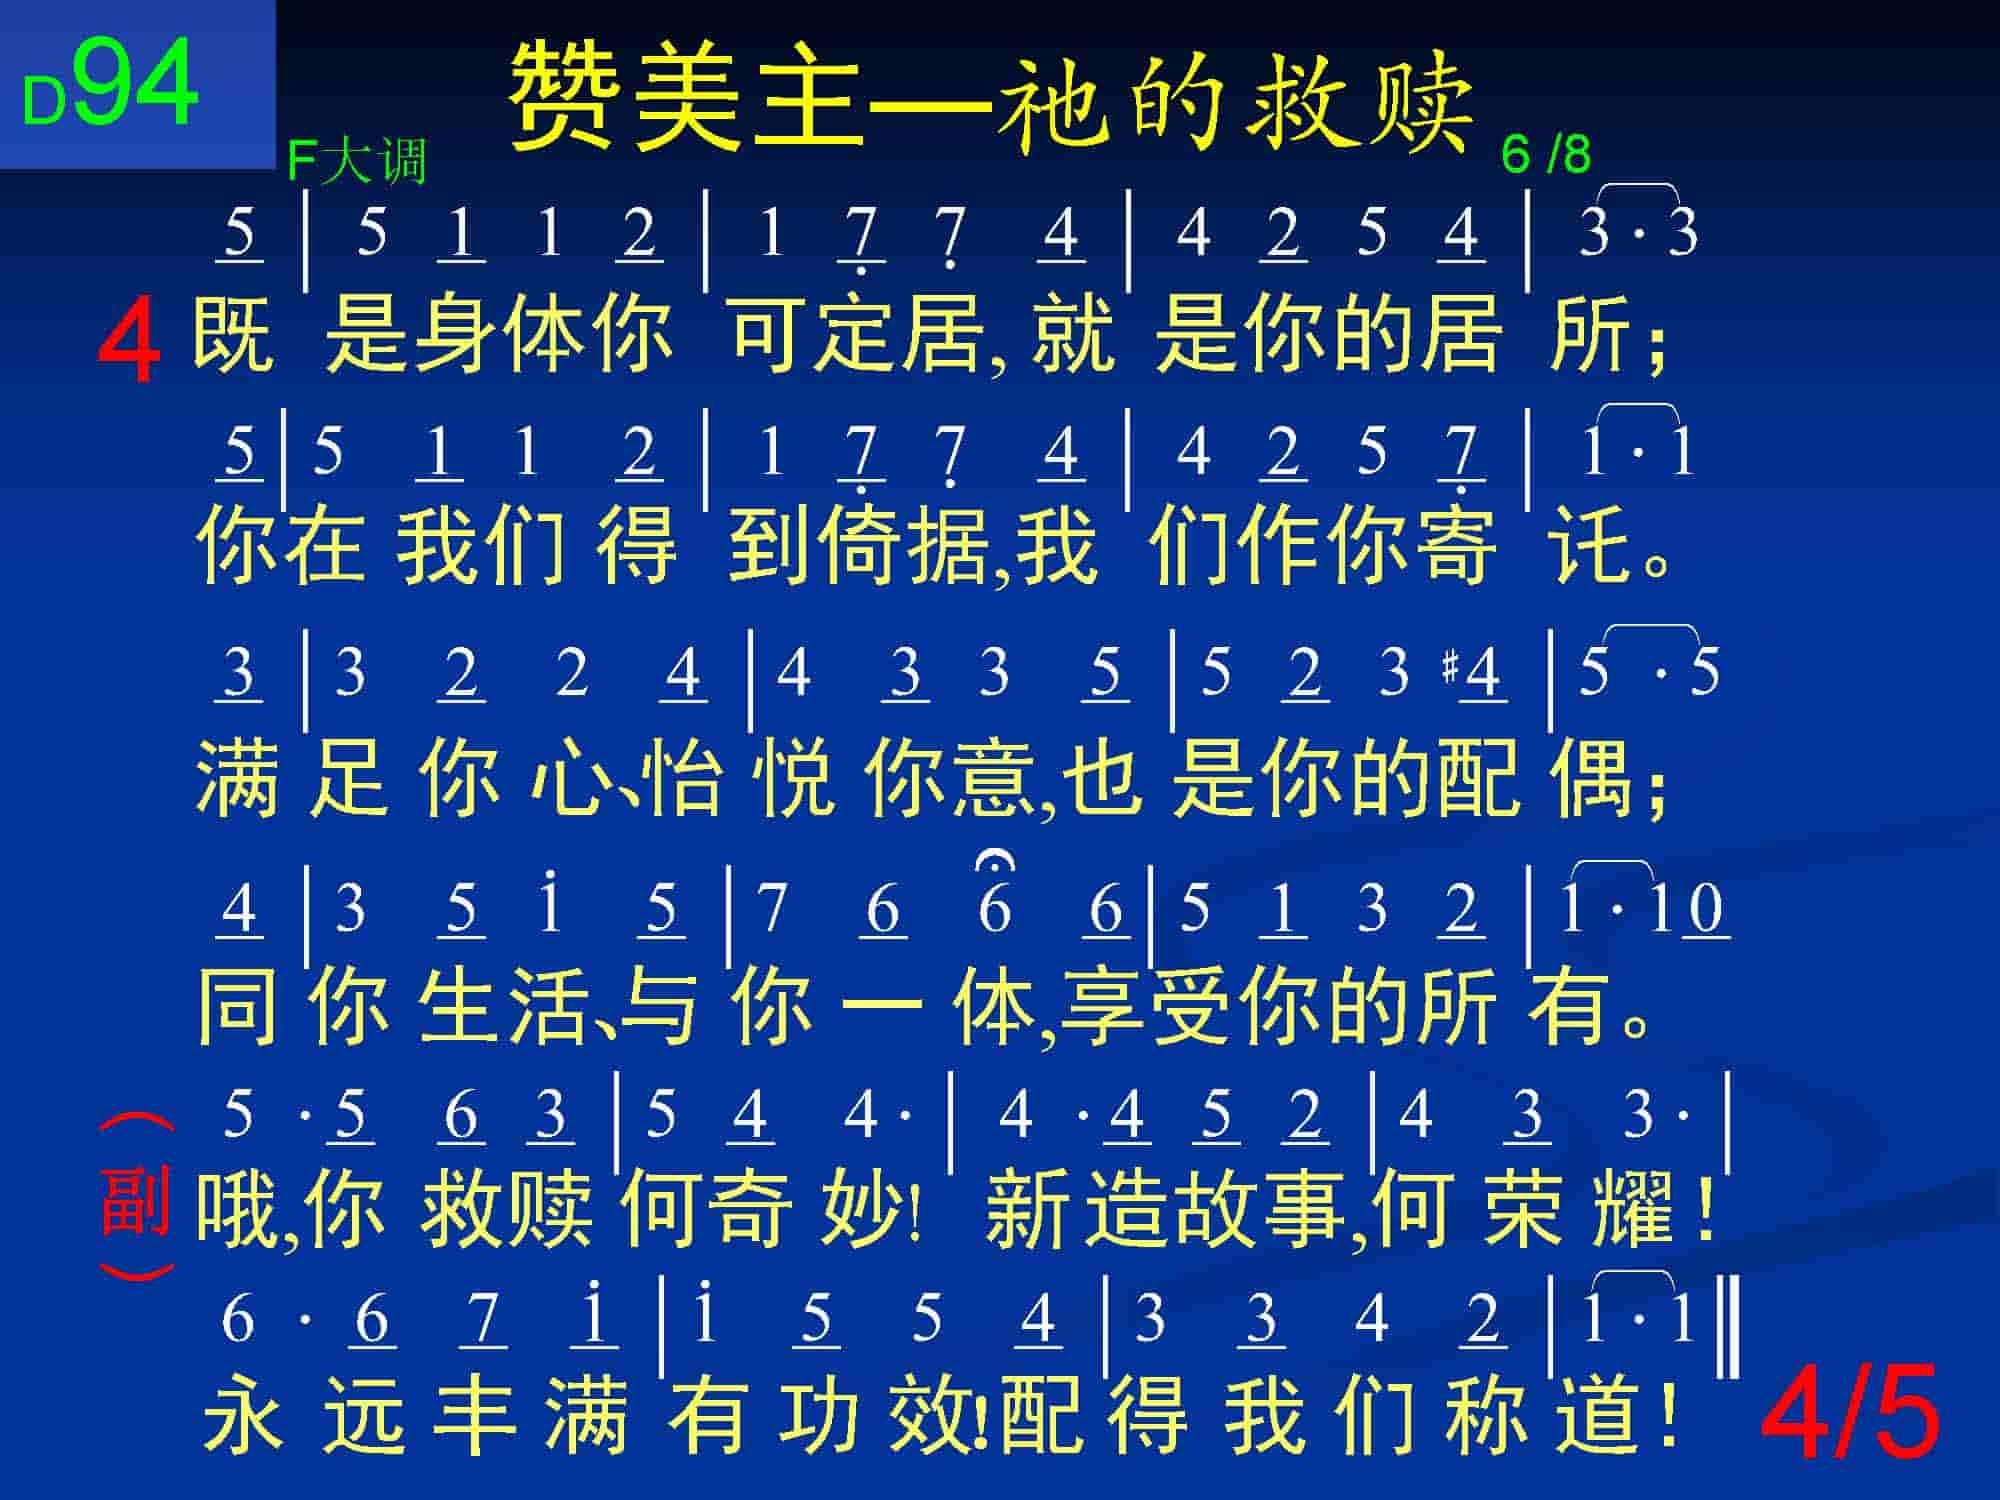 D94 赞美主—祂的救赎
F大调 6 /8
5 | 5 1 1 2 | 1 7̣ 7̣ 4 | 4 2 5 4 | 3 · 3
4 既 是身体你 可定居,就 是你的居 所;
5 | 5 1 1 2 | 1 7̣ 7̣ 4 | 4 2 5 7̣ | 1 · 1
你在 我们 得 到倚据,我 们作你寄 讬。
3 | 3 2 2 4 | 4 3 3 5 | 5 2 3 #4 | 5 · 5
满 足 你 心、怡 悦 你意,也 是你的配 偶;
4 | 3 5 i 5 | 7 6 6 6 | 5 1 3 2 | 1 · 1 0
同 你 生活、与 你 一 体,享受你的所 有。
5 · 5 6 3 | 5 4 4 · | 4 · 4 5 2 | 4 3 3 · |
(副) 哦,你 救赎 何奇 妙! 新 造故事,何 荣 耀!
6 · 6 7 i | i 5 5 4 | 3 3 4 2 | 1 · 1 ‖
永 远 丰 满 有 功 效!配 得 我 们 称 道!
4/5